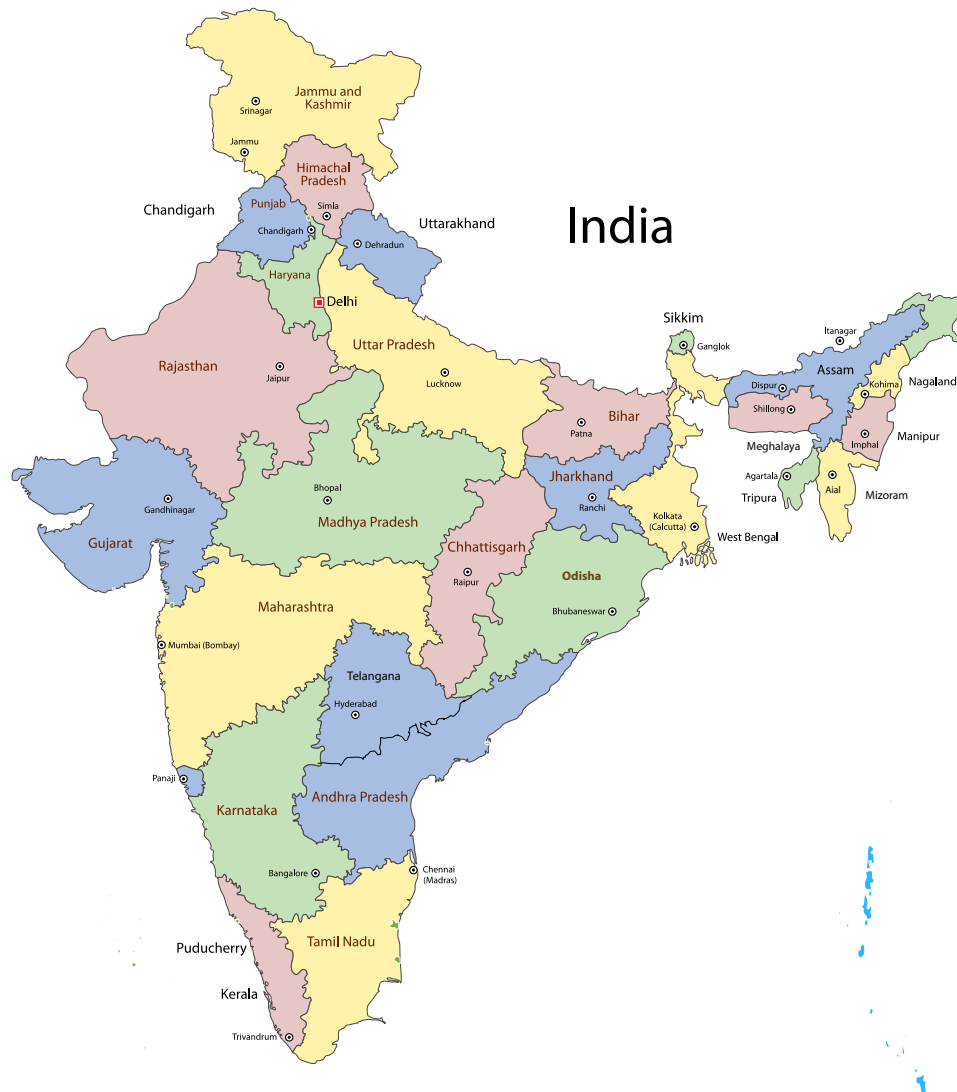 Jammu and
Kashmir
Srinagar
Jammu
Himachal
Pradesh
Simla
Chandigarh
Punjab
Chandigarh
Uttarakhand
Dehradun
India
Haryana
Delhi
Sikkim
Ganglok
Itanagar
Rajasthan
Jaipur
Uttar Pradesh
Lucknow
Assam
Dispur
Kohima
Nagaland
Shillong
Bihar
Patna
Meghalaya
Imphal
Manipur
Agartala
Tripura
Aial
Mizoram
Jharkhand
Ranchi
Bhopal
Madhya Pradesh
Gandhinagar
Gujarat
Kolkata
(Calcutta)
West Bengal
Chhattisgarh
Raipur
Odisha
Bhubaneswar
Maharashtra
Mumbai (Bombay)
Telangana
Hyderabad
Panaji
Karnataka
Andhra Pradesh
Bangalore
Chennai
(Madras)
Puducherry
Tamil Nadu
Kerala
Trivandrum